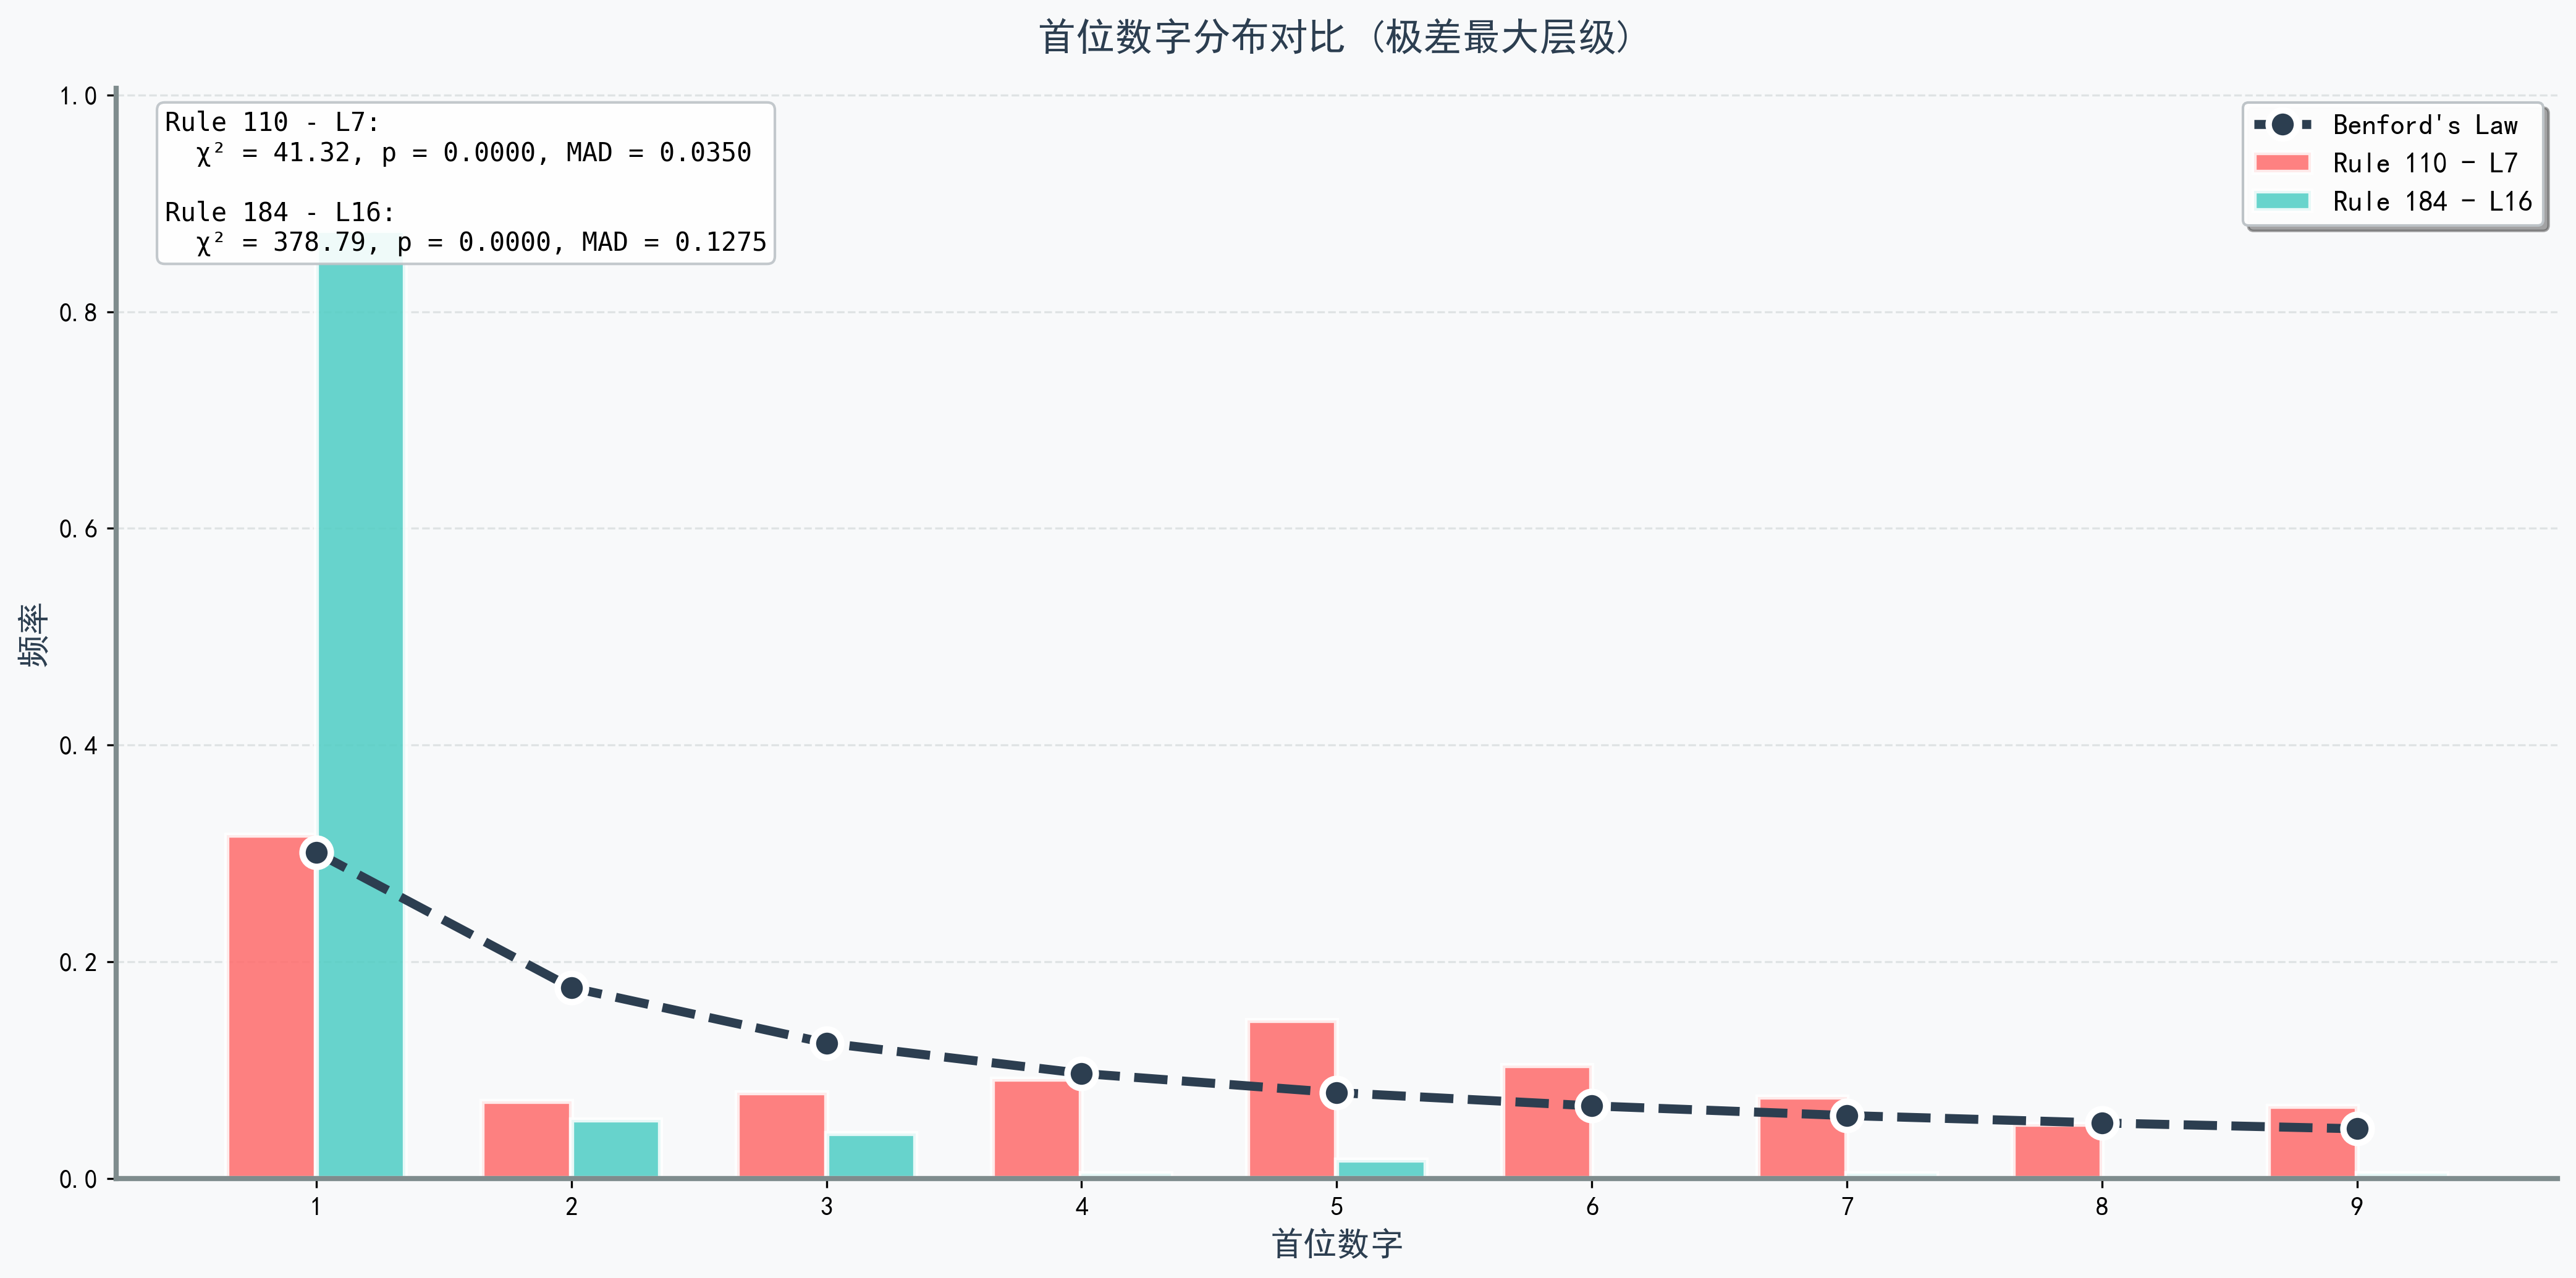 首位数字分布对比 (极差最大层级)
Rule 110 - L7:
χ² = 41.32, p = 0.0000, MAD = 0.0350
Rule 184 - L16:
χ² = 378.79, p = 0.0000, MAD = 0.1275
Benford's Law
Rule 110 - L7
Rule 184 - L16
频率
1.0
0.8
0.6
0.4
0.2
0.0
1 2 3 4 5 6 7 8 9
首位数字